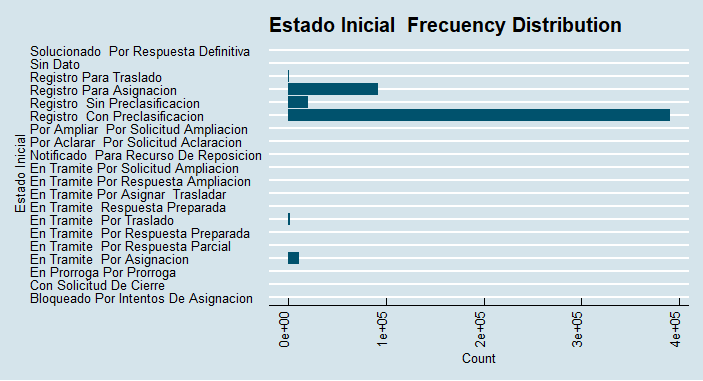 Estado Inicial  Frecuency Distribution
Solucionado  Por Respuesta Definitiva
Sin Dato
Registro Para Traslado
Registro Para Asignacion
Registro  Sin Preclasificacion
Registro  Con Preclasificacion
Por Ampliar  Por Solicitud Ampliacion
Por Aclarar  Por Solicitud Aclaracion
Notificado  Para Recurso De Reposicion
En Tramite Por Solicitud Ampliacion
En Tramite Por Respuesta Ampliacion
En Tramite Por Asignar  Trasladar
En Tramite  Respuesta Preparada
En Tramite  Por Traslado
En Tramite  Por Respuesta Preparada
En Tramite  Por Respuesta Parcial
En Tramite  Por Asignacion
En Prorroga Por Prorroga
Con Solicitud De Cierre
Bloqueado Por Intentos De Asignacion
Estado Inicial
0e+00
1e+05
2e+05
3e+05
4e+05
Count